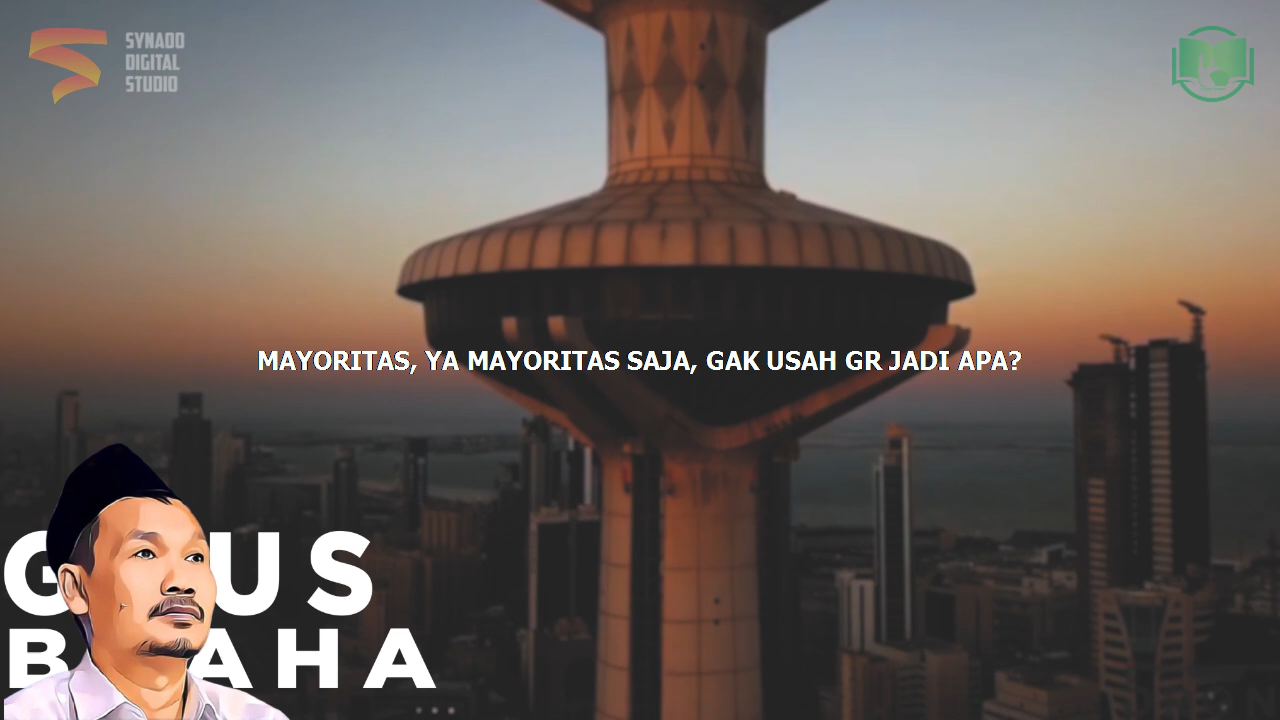 SYNADO
DIGITAL
STUDIO
MAYORITAS, YA MAYORITAS SAJA, GAK USAH GR JADI APA?
GUS
BAHA
...